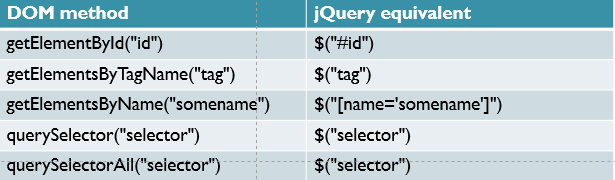 DOM method jQuery equivalent
getElementById("id") $("#id")
getElementsByTagName("tag") $("tag")
getElementsByName("somename") $("[name='somename']")
querySelector("selector") $("selector")
querySelectorAll("selector") $("selector")